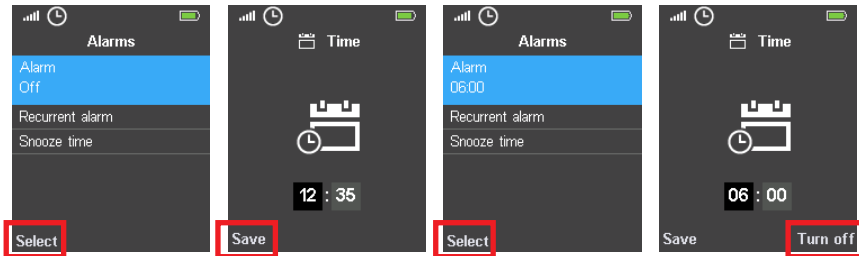 Alarms
Alarm
Off
Recurrent alarm
Snooze time
Select
Time
12 : 35
Save
Alarms
Alarm
06:00
Recurrent alarm
Snooze time
Select
Time
06 : 00
Save Turn off